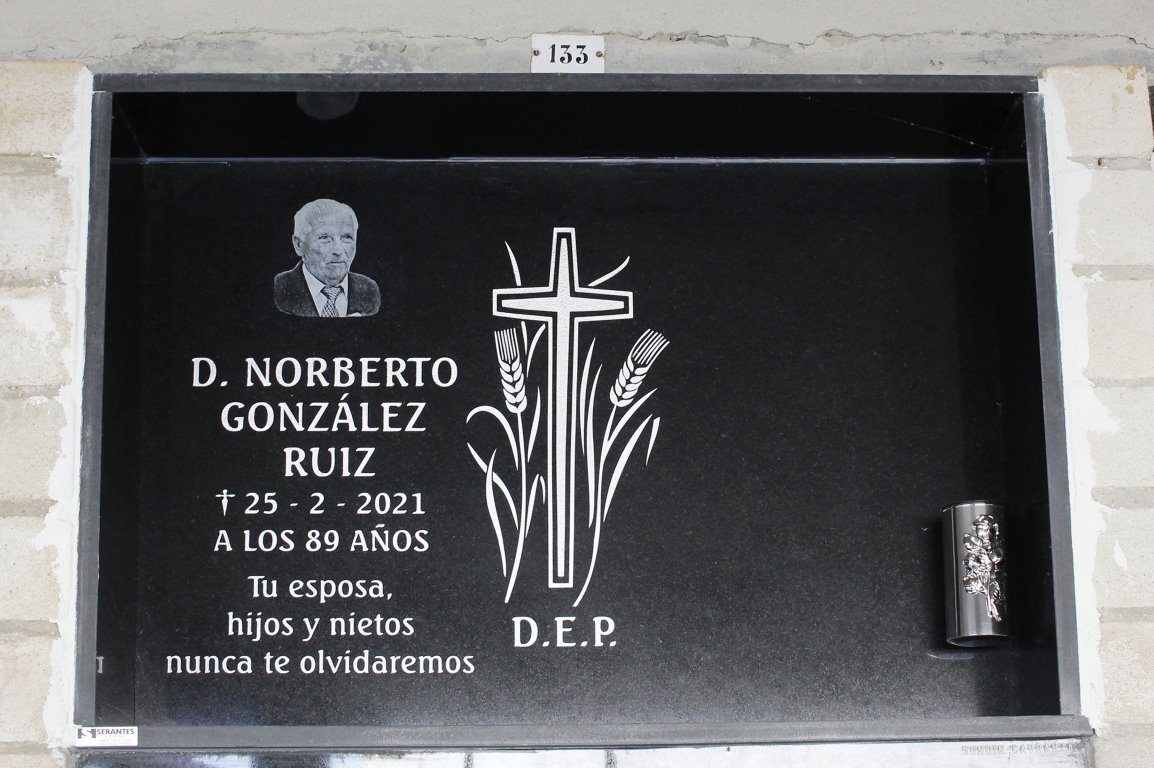 133
D. NORBERTO
GONZÁLEZ
RUIZ
† 25 - 2 - 2021
A LOS 89 AÑOS
Tu esposa,
hijos y nietos
nunca te olvidaremos
D.E.P.
SERANTES